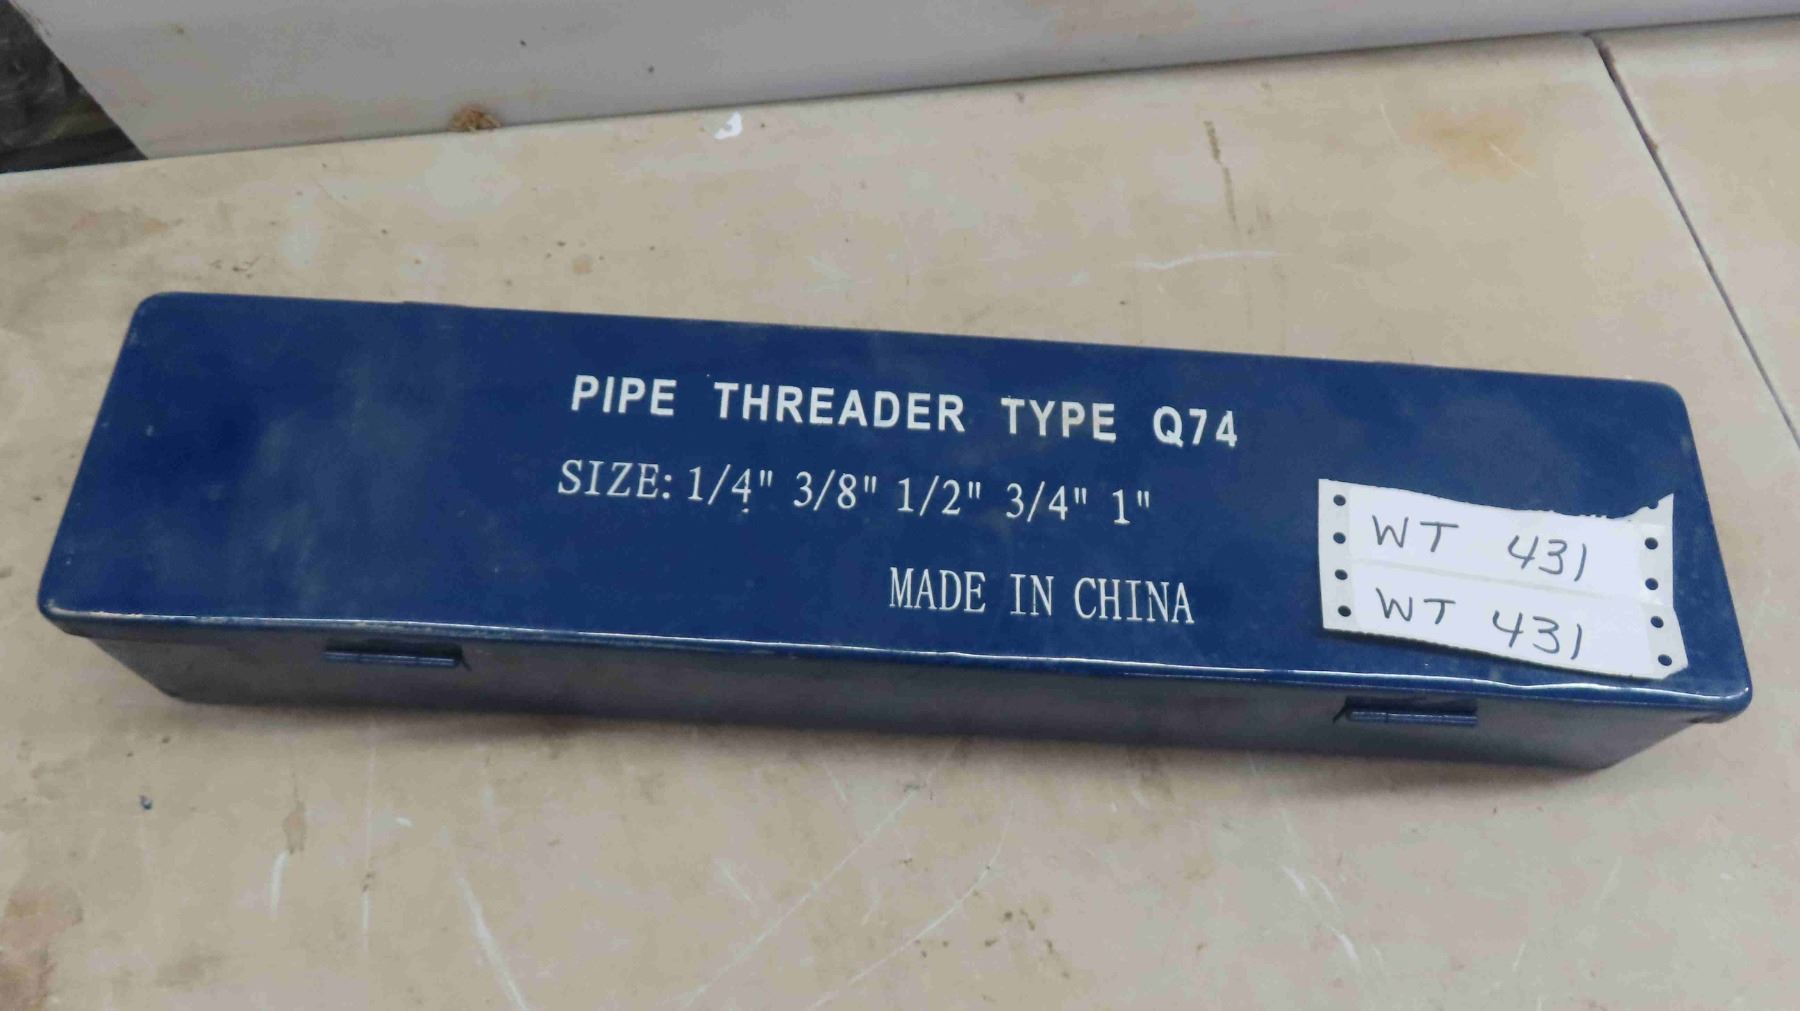 PIPE THREADER TYPE Q74
SIZE: 1/4" 3/8" 1/2" 3/4" 1"
MADE IN CHINA
WT 431
WT 431